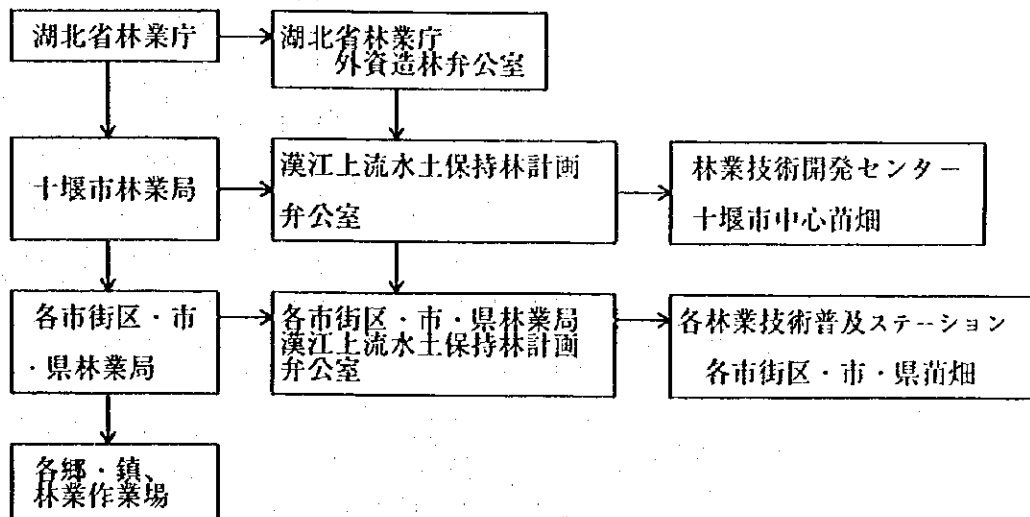 湖北省林業庁
湖北省林業庁
外資造林弁公室
十堰市林業局
漢江上流水土保持林計画
弁公室
林業技術開発センター
十堰市中心苗畑
各市街区・市
・県林業局
各市街区・市・県林業局
漢江上流水土保持林計画
弁公室
各林業技術普及ステーション
各市街区・市・県苗畑
各郷・鎮、
林業作業場